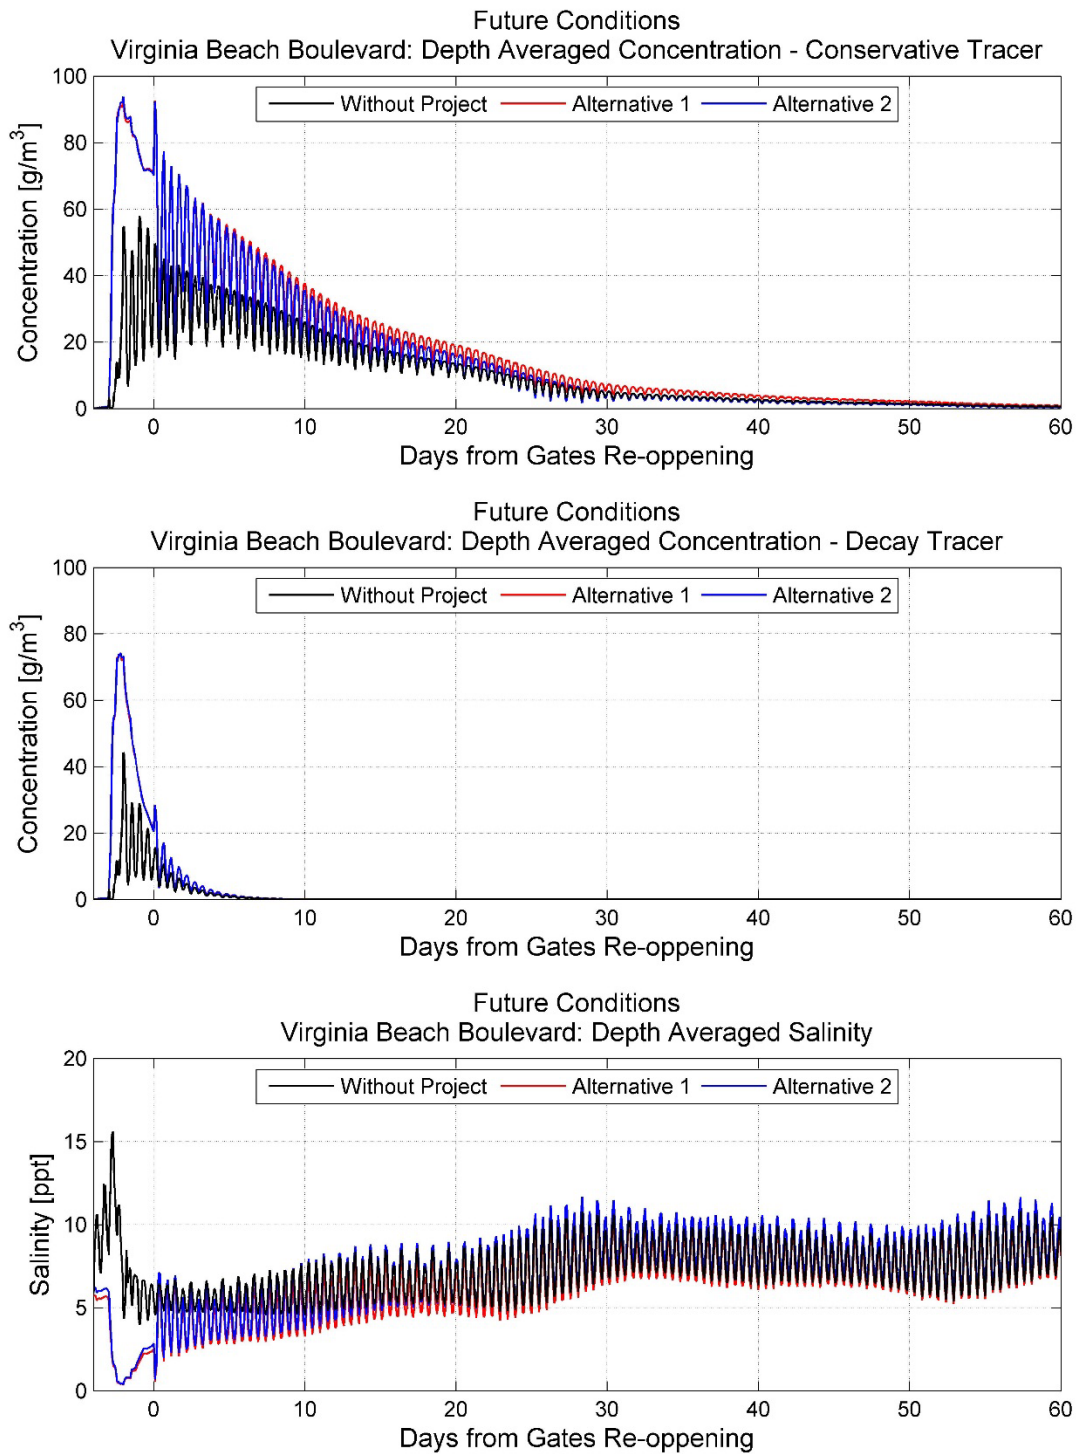 Future Conditions
Virginia Beach Boulevard: Depth Averaged Concentration - Conservative Tracer
Without Project Alternative 1 Alternative 2
Concentration [g/m³]
100
80
60
40
20
0
0 10 20 30 40 50 60
Days from Gates Re-oppening
Future Conditions
Virginia Beach Boulevard: Depth Averaged Concentration - Decay Tracer
Without Project Alternative 1 Alternative 2
Concentration [g/m³]
100
80
60
40
20
0
0 10 20 30 40 50 60
Days from Gates Re-oppening
Future Conditions
Virginia Beach Boulevard: Depth Averaged Salinity
Without Project Alternative 1 Alternative 2
Salinity [ppt]
20
15
10
5
0
0 10 20 30 40 50 60
Days from Gates Re-oppening